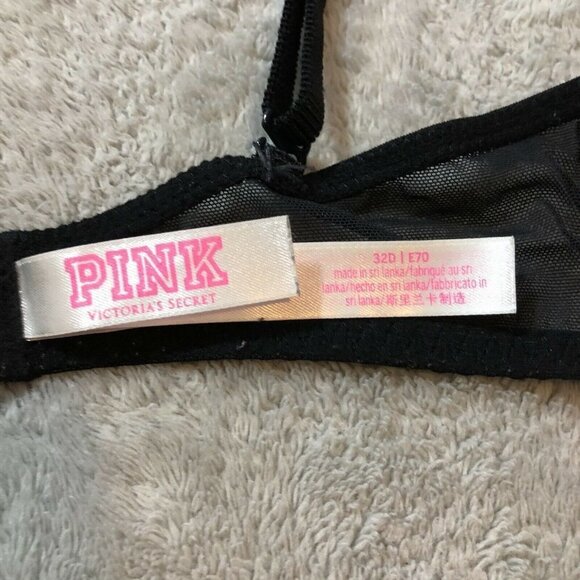 PINK
VICTORIA'S SECRET
32D | E70
made in sri lanka/fabriqué au sri
lanka/hecho en sri lanka/fabbricato in
sri lanka/ 斯里兰卡制造